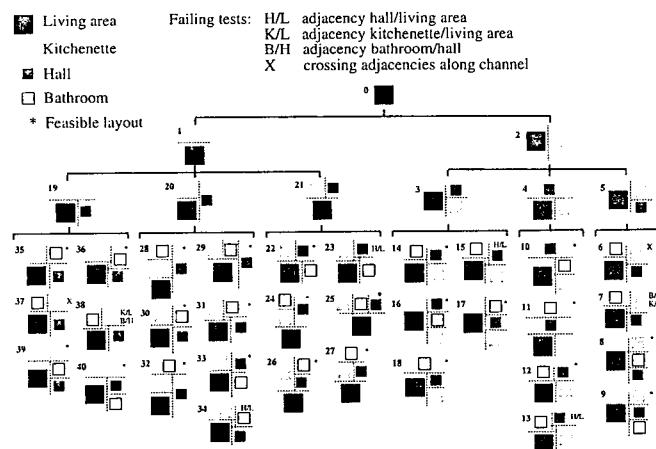 Living area
Kitchenette
Hall
Bathroom
* Feasible layout
Failing tests: H/L adjacency hall/living area
K/L adjacency kitchenette/living area
B/H adjacency bathroom/hall
X crossing adjacencies along channel
0
1 2
19 20 21 3 4 5
35 * 36 * 28 * 29 * 22 * 23 H/L 14 * 15 H/L 10 * 6 X
37 X 38 K/L B/H 30 * 31 * 24 * 25 * 16 * 17 * 11 * 7 B/
39 * 40 * 32 * 33 * 26 * 27 * 18 * 12 * 8 *
34 H/L 13 H/L 9 *